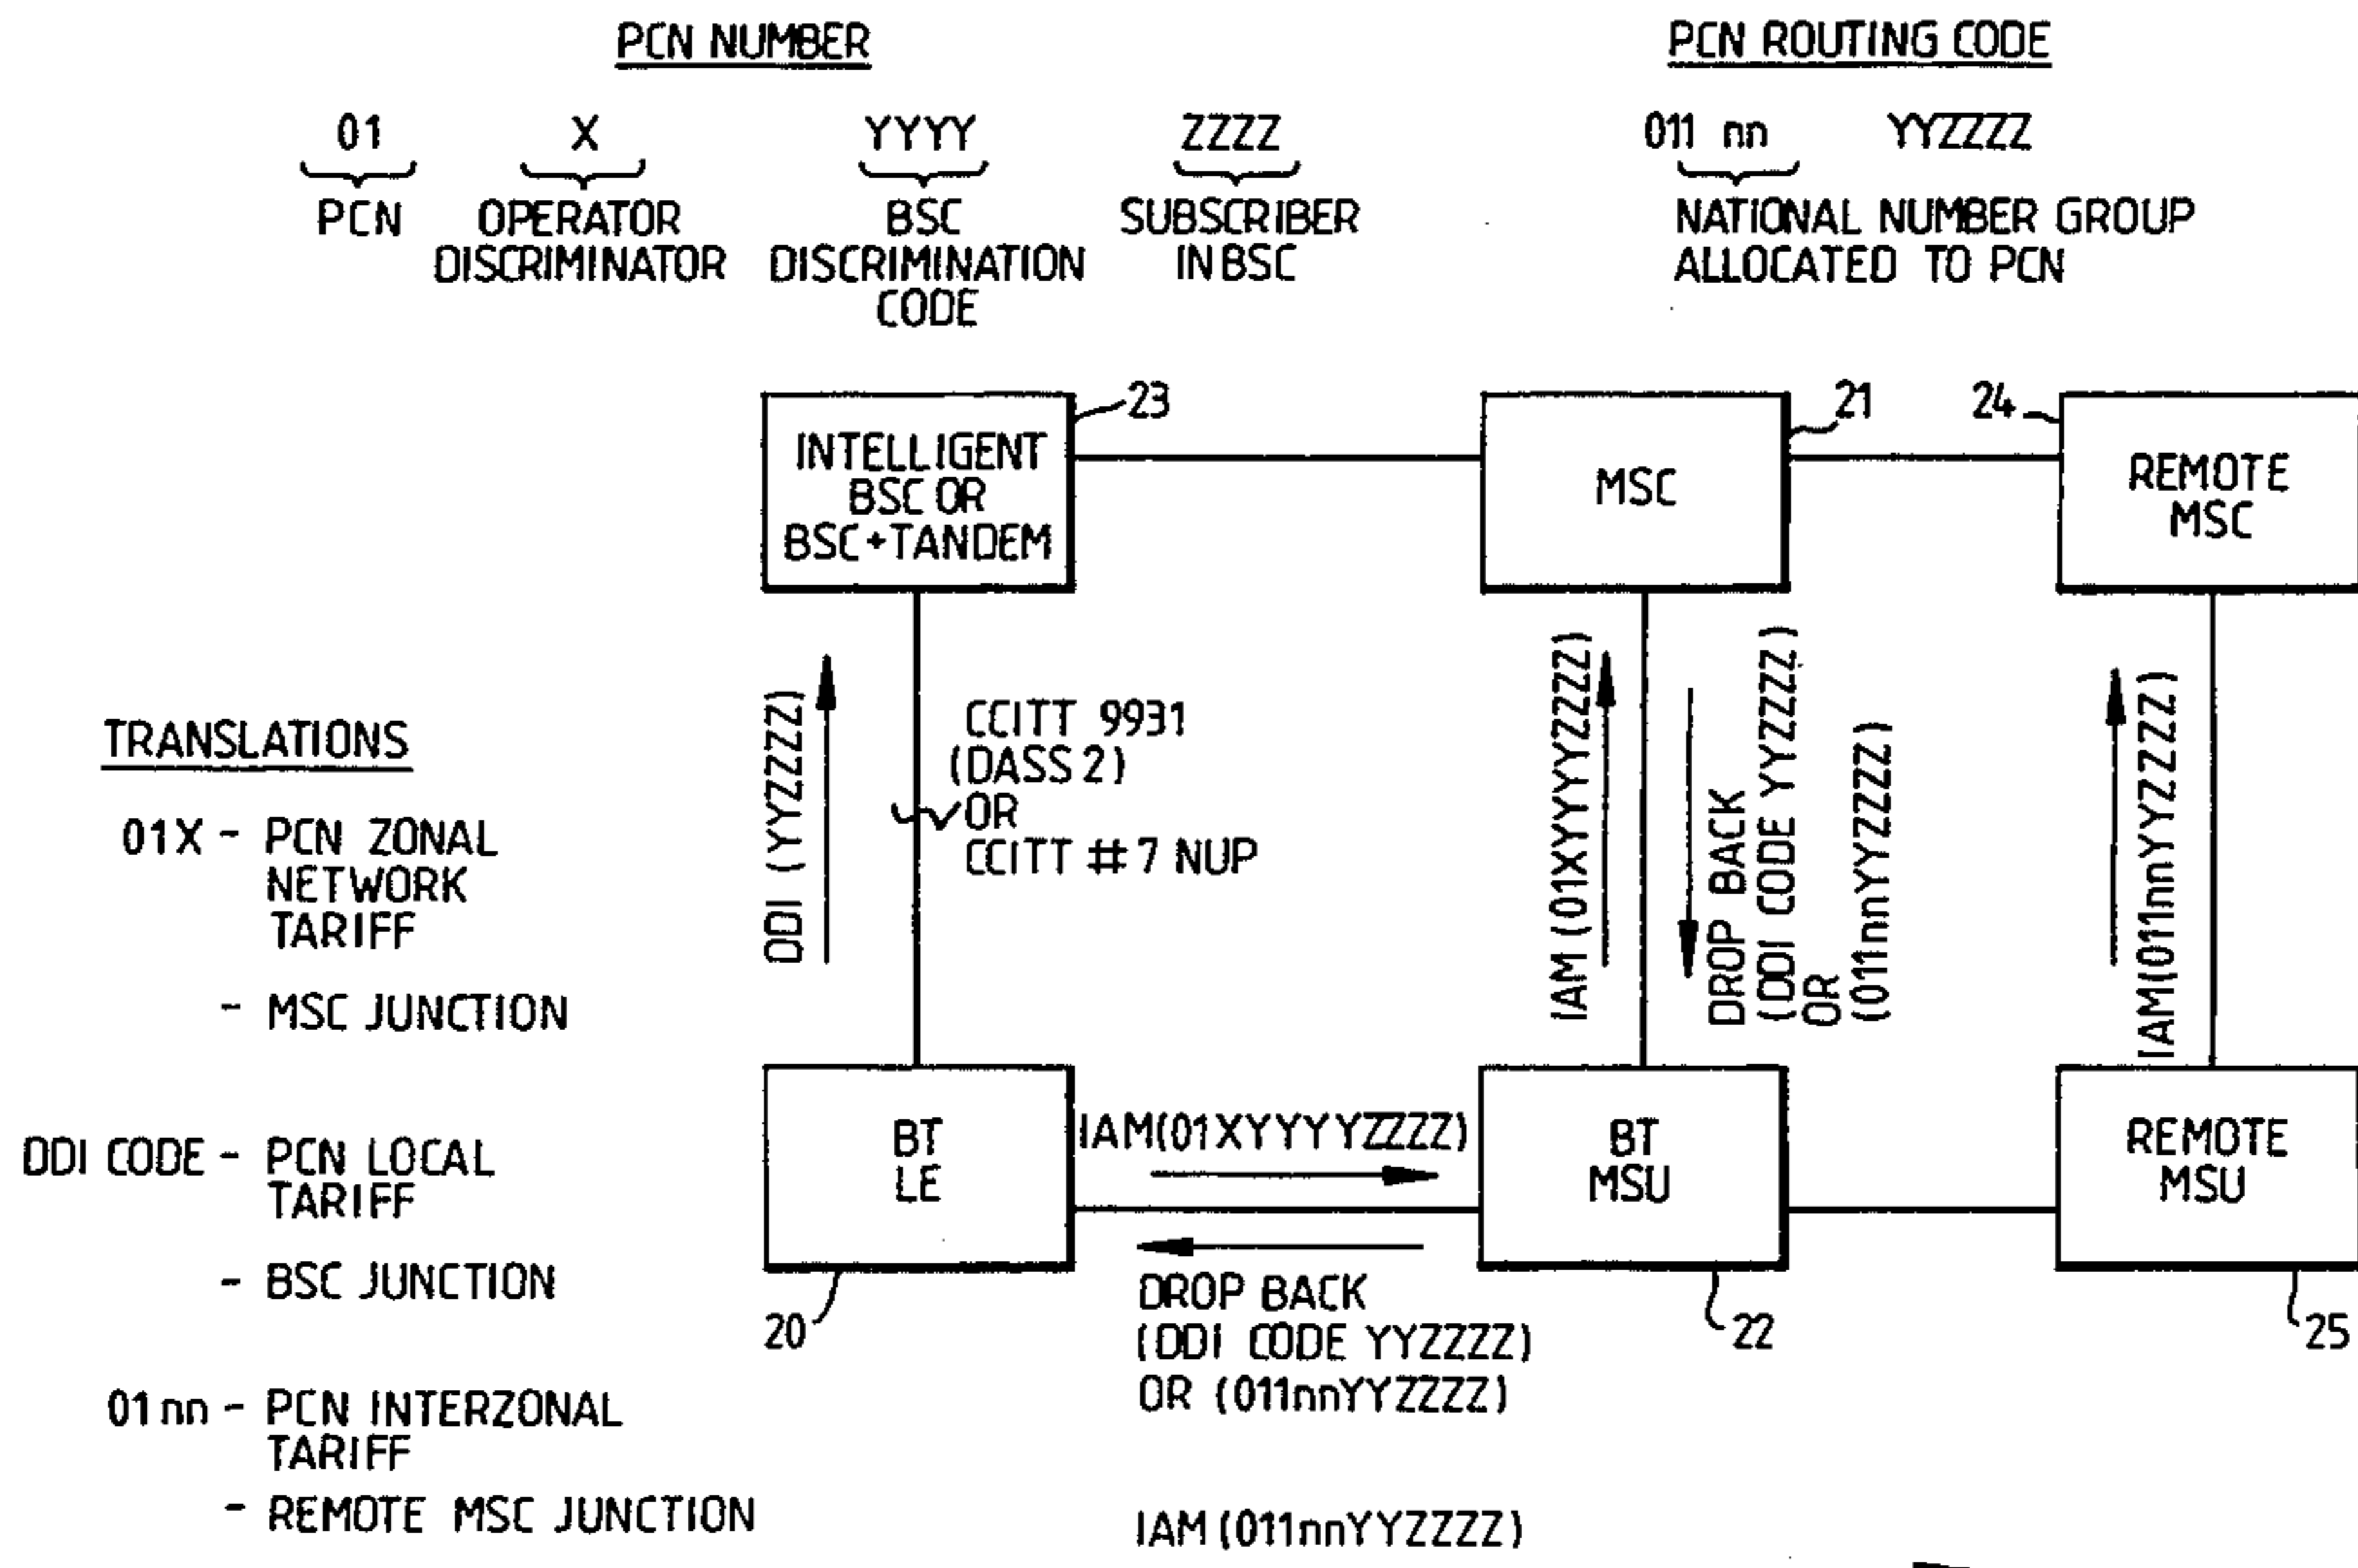 PCN NUMBER
PCN ROUTING CODE
01 X YYYY ZZZZ
011 nn YYZZZZ
PCN
OPERATOR
DISCRIMINATOR
BSC
DISCRIMINATION
CODE
SUBSCRIBER
IN BSC
NATIONAL NUMBER GROUP
ALLOCATED TO PCN
23
21
24
INTELLIGENT
BSC OR
BSC+TANDEM
MSC
REMOTE
MSC
DDI (YYZZZZ)
CCITT 9931
(DASS 2)
OR
CCITT #7 NUP
IAM (01XYYYYZZZZ)
DROP BACK
(DDI CODE YYZZZZ)
OR
(011nnYYZZZZ)
IAM(011nnYYZZZZ)
TRANSLATIONS
01X - PCN ZONAL
NETWORK
TARIFF
- MSC JUNCTION
DDI CODE - PCN LOCAL
TARIFF
- BSC JUNCTION
01nn - PCN INTERZONAL
TARIFF
- REMOTE MSC JUNCTION
BT
LE
IAM(01XYYYYZZZZ)
BT
MSU
REMOTE
MSU
20
DROP BACK
(DDI CODE YYZZZZ)
OR (011nnYYZZZZ)
22
25
IAM (011nnYYZZZZ)